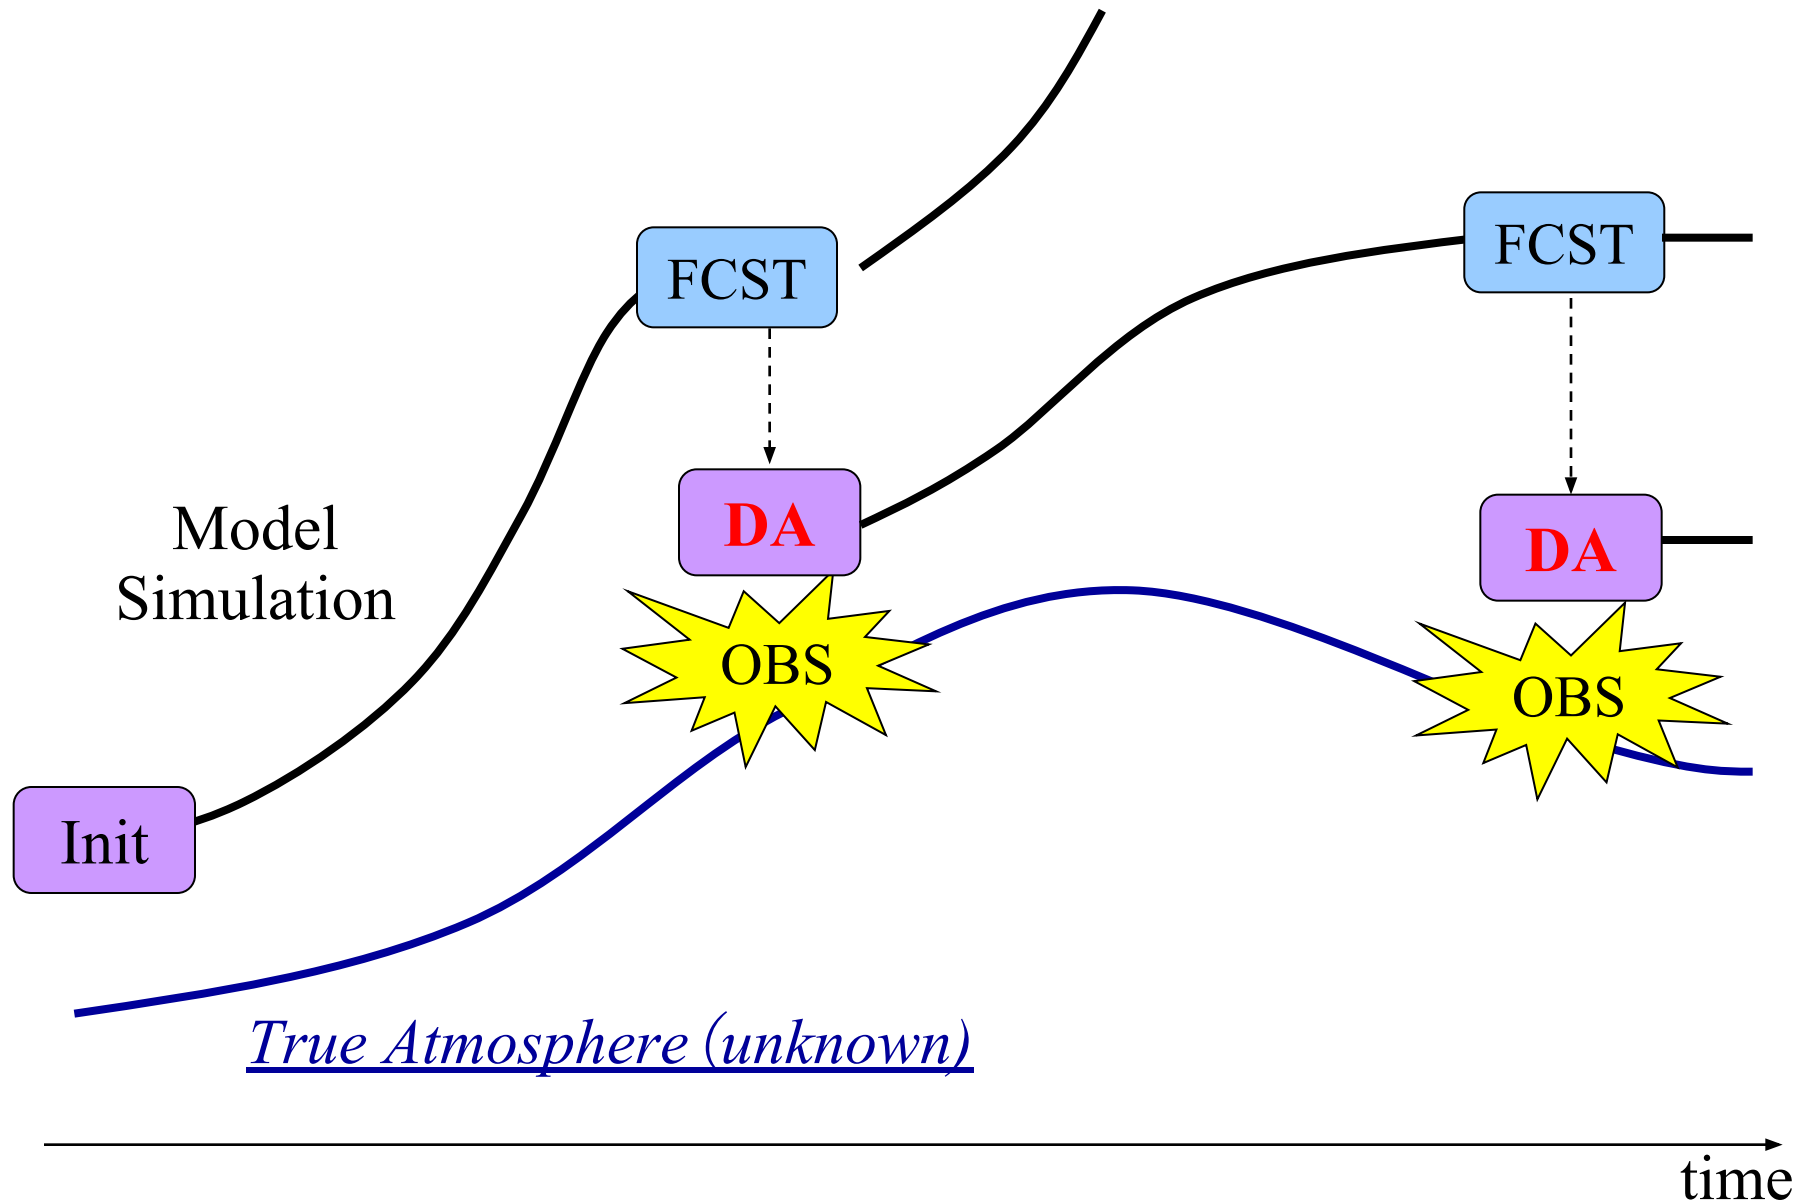 FCST
FCST
Model
Simulation
DA
DA
OBS
OBS
Init
True Atmosphere (unknown)
time